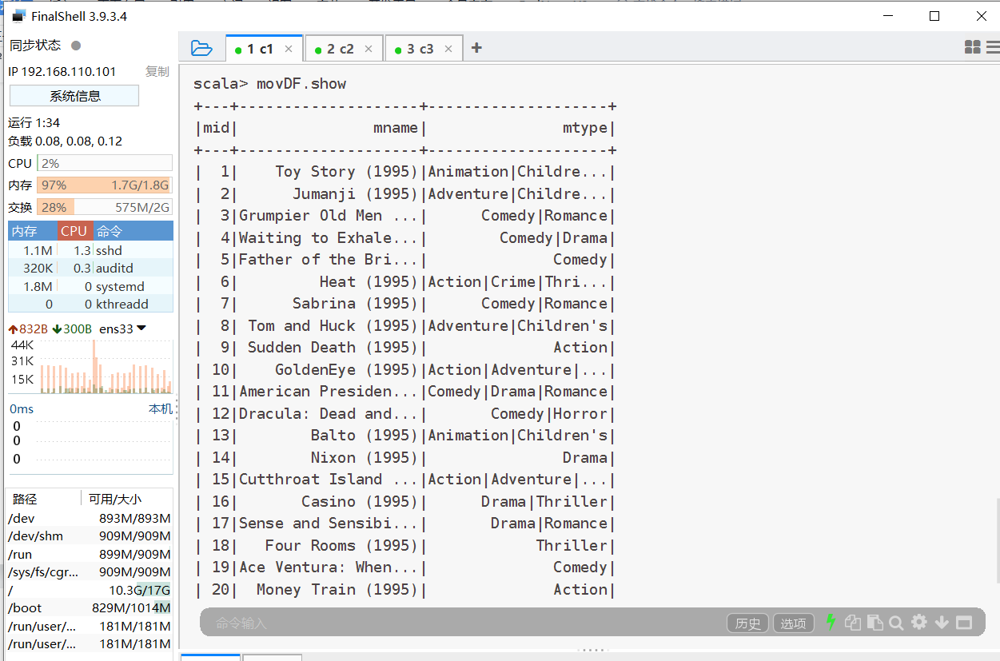 FinalShell 3.9.3.4
同步状态
IP 192.168.110.101 复制
系统信息
运行 1:34
负载 0.08, 0.08, 0.12
CPU 2%
内存 97% 1.7G/1.8G
交换 28% 575M/2G
内存 CPU 命令
1.1M 1.3 sshd
320K 0.3 auditd
1.8M 0 systemd
0 0 kthreadd
832B 300B ens33
44K
31K
15K
0ms 本机
0
0
0
路径 可用/大小
/dev 893M/893M
/dev/shm 909M/909M
/run 899M/909M
/sys/fs/cgr... 909M/909M
/ 10.3G/17G
/boot 829M/1014M
/run/user/... 181M/181M
/run/user/... 181M/181M
1 c1 2 c2 3 c3
scala> movDF.show
+---+--------------------+--------------------+
|mid|               mname|               mtype|
+---+--------------------+--------------------+
|  1|    Toy Story (1995)|Animation|Childre...|
|  2|      Jumanji (1995)|Adventure|Childre...|
|  3|Grumpier Old Men ...|      Comedy|Romance|
|  4|Waiting to Exhale...|        Comedy|Drama|
|  5|Father of the Bri...|              Comedy|
|  6|         Heat (1995)|Action|Crime|Thri...|
|  7|      Sabrina (1995)|      Comedy|Romance|
|  8| Tom and Huck (1995)|Adventure|Children's|
|  9| Sudden Death (1995)|              Action|
| 10|    GoldenEye (1995)|Action|Adventure|...|
| 11|American Presiden...|Comedy|Drama|Romance|
| 12|Dracula: Dead and...|       Comedy|Horror|
| 13|        Balto (1995)|Animation|Children's|
| 14|        Nixon (1995)|               Drama|
| 15|Cutthroat Island ...|Action|Adventure|...|
| 16|       Casino (1995)|      Drama|Thriller|
| 17|Sense and Sensibi...|       Drama|Romance|
| 18|   Four Rooms (1995)|            Thriller|
| 19|Ace Ventura: When...|              Comedy|
| 20|  Money Train (1995)|              Action|
命令输入 历史 选项